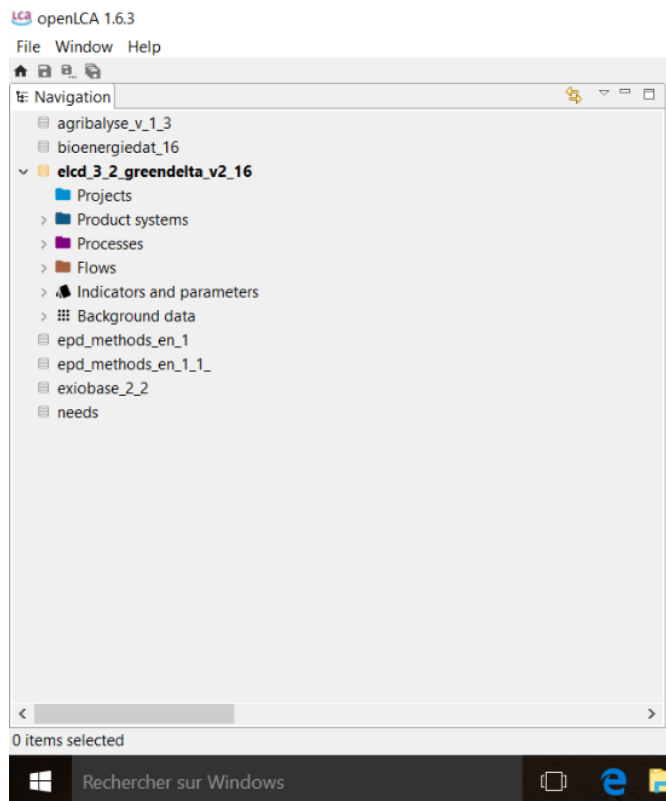 LCA openLCA 1.6.3
File Window Help
Navigation
agribalyse_v_1_3
bioenergiedat_16
elcd_3_2_greendelta_v2_16
Projects
Product systems
Processes
Flows
Indicators and parameters
Background data
epd_methods_en_1
epd_methods_en_1_1_
exiobase_2_2
needs
0 items selected
Rechercher sur Windows